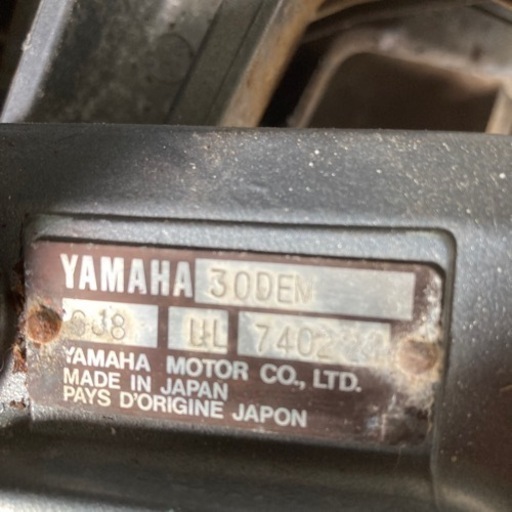 YAMAHA 30DEM
UL
YAMAHA MOTOR CO., LTD.
MADE IN JAPAN
PAYS D'ORIGINE JAPON